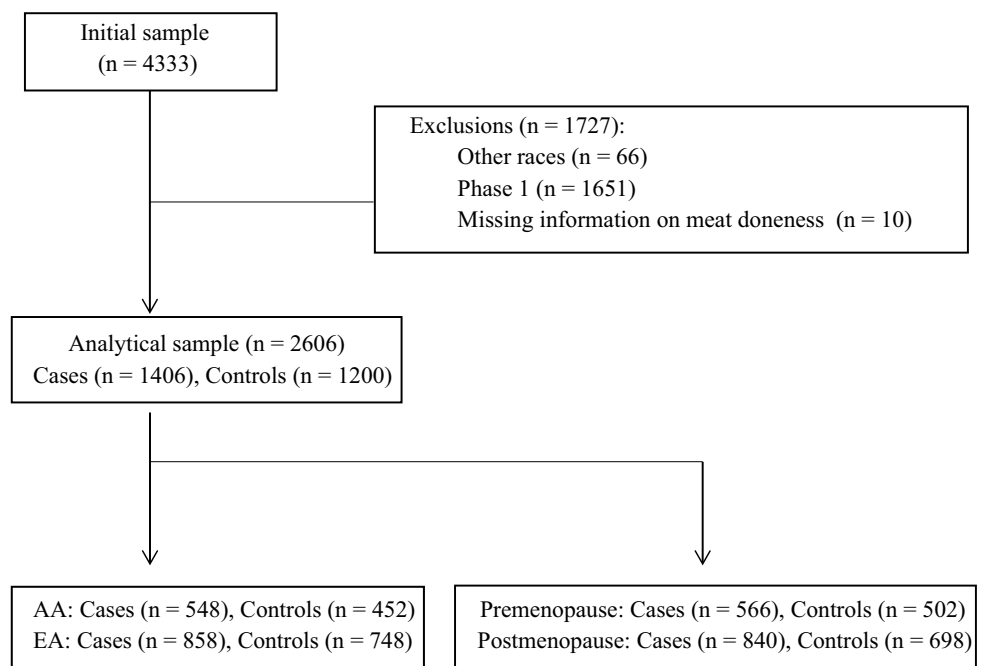 Initial sample
(n = 4333)
Exclusions (n = 1727):
Other races (n = 66)
Phase 1 (n = 1651)
Missing information on meat doneness (n = 10)
Analytical sample (n = 2606)
Cases (n = 1406), Controls (n = 1200)
AA: Cases (n = 548), Controls (n = 452)
EA: Cases (n = 858), Controls (n = 748)
Premenopause: Cases (n = 566), Controls (n = 502)
Postmenopause: Cases (n = 840), Controls (n = 698)